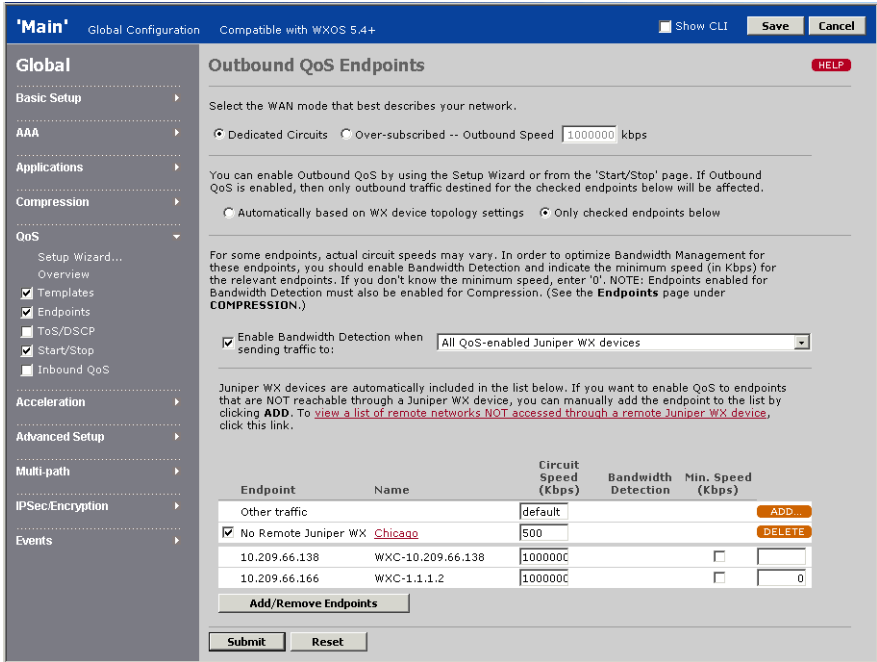 'Main' Global Configuration Compatible with WXOS 5.4+ Show CLI Save Cancel
Global
Basic Setup
AAA
Applications
Compression
QoS
Setup Wizard...
Overview
Templates
Endpoints
ToS/DSCP
Start/Stop
Inbound QoS
Acceleration
Advanced Setup
Multi-path
IPSec/Encryption
Events
Outbound QoS Endpoints HELP
Select the WAN mode that best describes your network.
Dedicated Circuits Over-subscribed -- Outbound Speed 1000000 kbps
You can enable Outbound QoS by using the Setup Wizard or from the 'Start/Stop' page. If Outbound
QoS is enabled, then only outbound traffic destined for the checked endpoints below will be affected.
Automatically based on WX device topology settings Only checked endpoints below
For some endpoints, actual circuit speeds may vary. In order to optimize Bandwidth Management for
these endpoints, you should enable Bandwidth Detection and indicate the minimum speed (in Kbps) for
the relevant endpoints. If you don't know the minimum speed, enter '0'. NOTE: Endpoints enabled for
Bandwidth Detection must also be enabled for Compression. (See the Endpoints page under
COMPRESSION.)
Enable Bandwidth Detection when
sending traffic to: All QoS-enabled Juniper WX devices
Juniper WX devices are automatically included in the list below. If you want to enable QoS to endpoints
that are NOT reachable through a Juniper WX device, you can manually add the endpoint to the list by
clicking ADD. To view a list of remote networks NOT accessed through a remote Juniper WX device,
click this link.
Circuit
Speed Bandwidth Min. Speed
Endpoint Name (Kbps) Detection (Kbps)
Other traffic default ADD...
No Remote Juniper WX Chicago 500 DELETE
10.209.66.138 WXC-10.209.66.138 1000000
10.209.66.166 WXC-1.1.1.2 1000000 0
Add/Remove Endpoints
Submit Reset